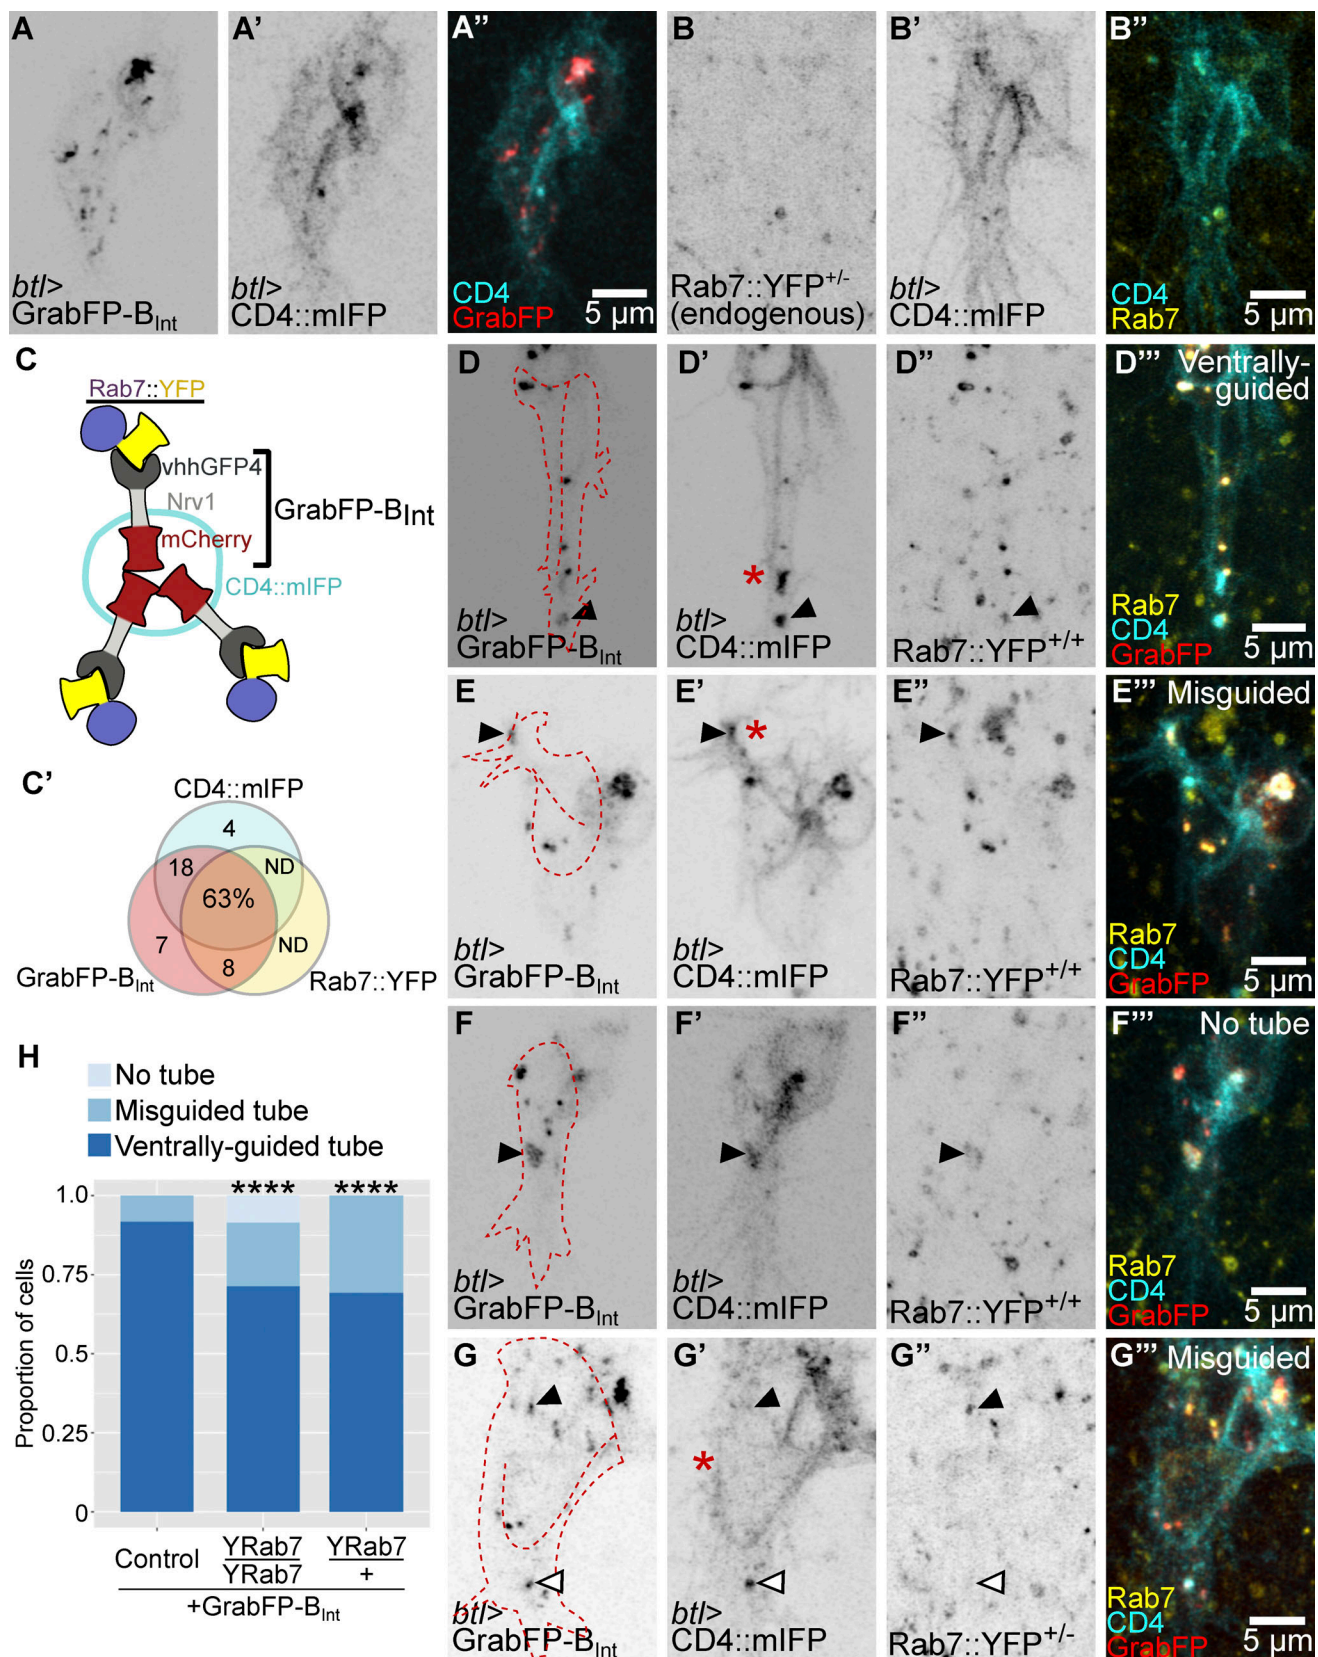 A
btl>
GrabFP-BInt
A’
btl>
CD4::mIFP
A’’
CD4
GrabFP
5 µm
B
Rab7::YFP+/-
(endogenous)
B’
btl>
CD4::mIFP
B’’
CD4
Rab7
5 µm
C
Rab7::YFP
vhhGFP4
Nrv1
GrabFP-BInt
mCherry
CD4::mIFP
C’
CD4::mIFP
4
18
ND
63%
7
ND
8
GrabFP-BInt
Rab7::YFP
D
btl>
GrabFP-BInt
D’
*
btl>
CD4::mIFP
D’’
Rab7::YFP+/+
D’’’ Ventrally-
guided
Rab7
CD4
GrabFP
5 µm
E
btl>
GrabFP-BInt
E’
*
btl>
CD4::mIFP
E’’
Rab7::YFP+/+
E’’’ Misguided
Rab7
CD4
GrabFP
5 µm
F
btl>
GrabFP-BInt
F’
btl>
CD4::mIFP
F’’
Rab7::YFP+/+
F’’’ No tube
Rab7
CD4
GrabFP
5 µm
G
btl>
GrabFP-BInt
G’
*
btl>
CD4::mIFP
G’’
Rab7::YFP+/-
G’’’ Misguided
Rab7
CD4
GrabFP
5 µm
H
No tube
Misguided tube
Ventrally-guided tube
**** ****
1.0
0.75
0.5
0.25
0
Proportion of cells
Control
YRab7
YRab7
YRab7
+
+GrabFP-BInt